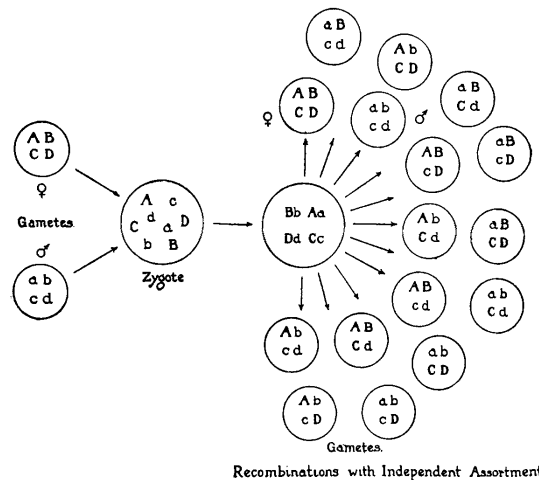 A B
C D
♀
Gametes.
♂
a b
c d
A c
d
C a D
b B
Zygote
Bb Aa
Dd Cc
a B
c d
A b
C D
♀
A B
C D
a b
c d
♂
a B
C d
a B
c D
A B
c D
A b
C d
a B
C D
A B
c d
a b
C d
A b
c d
A B
C d
a b
C D
A b
c D
a b
c D
Gametes.
Recombinations with Independent Assortment